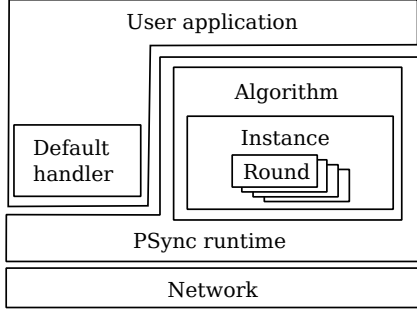 User application
Algorithm
Instance
Default
handler
Round
PSync runtime
Network